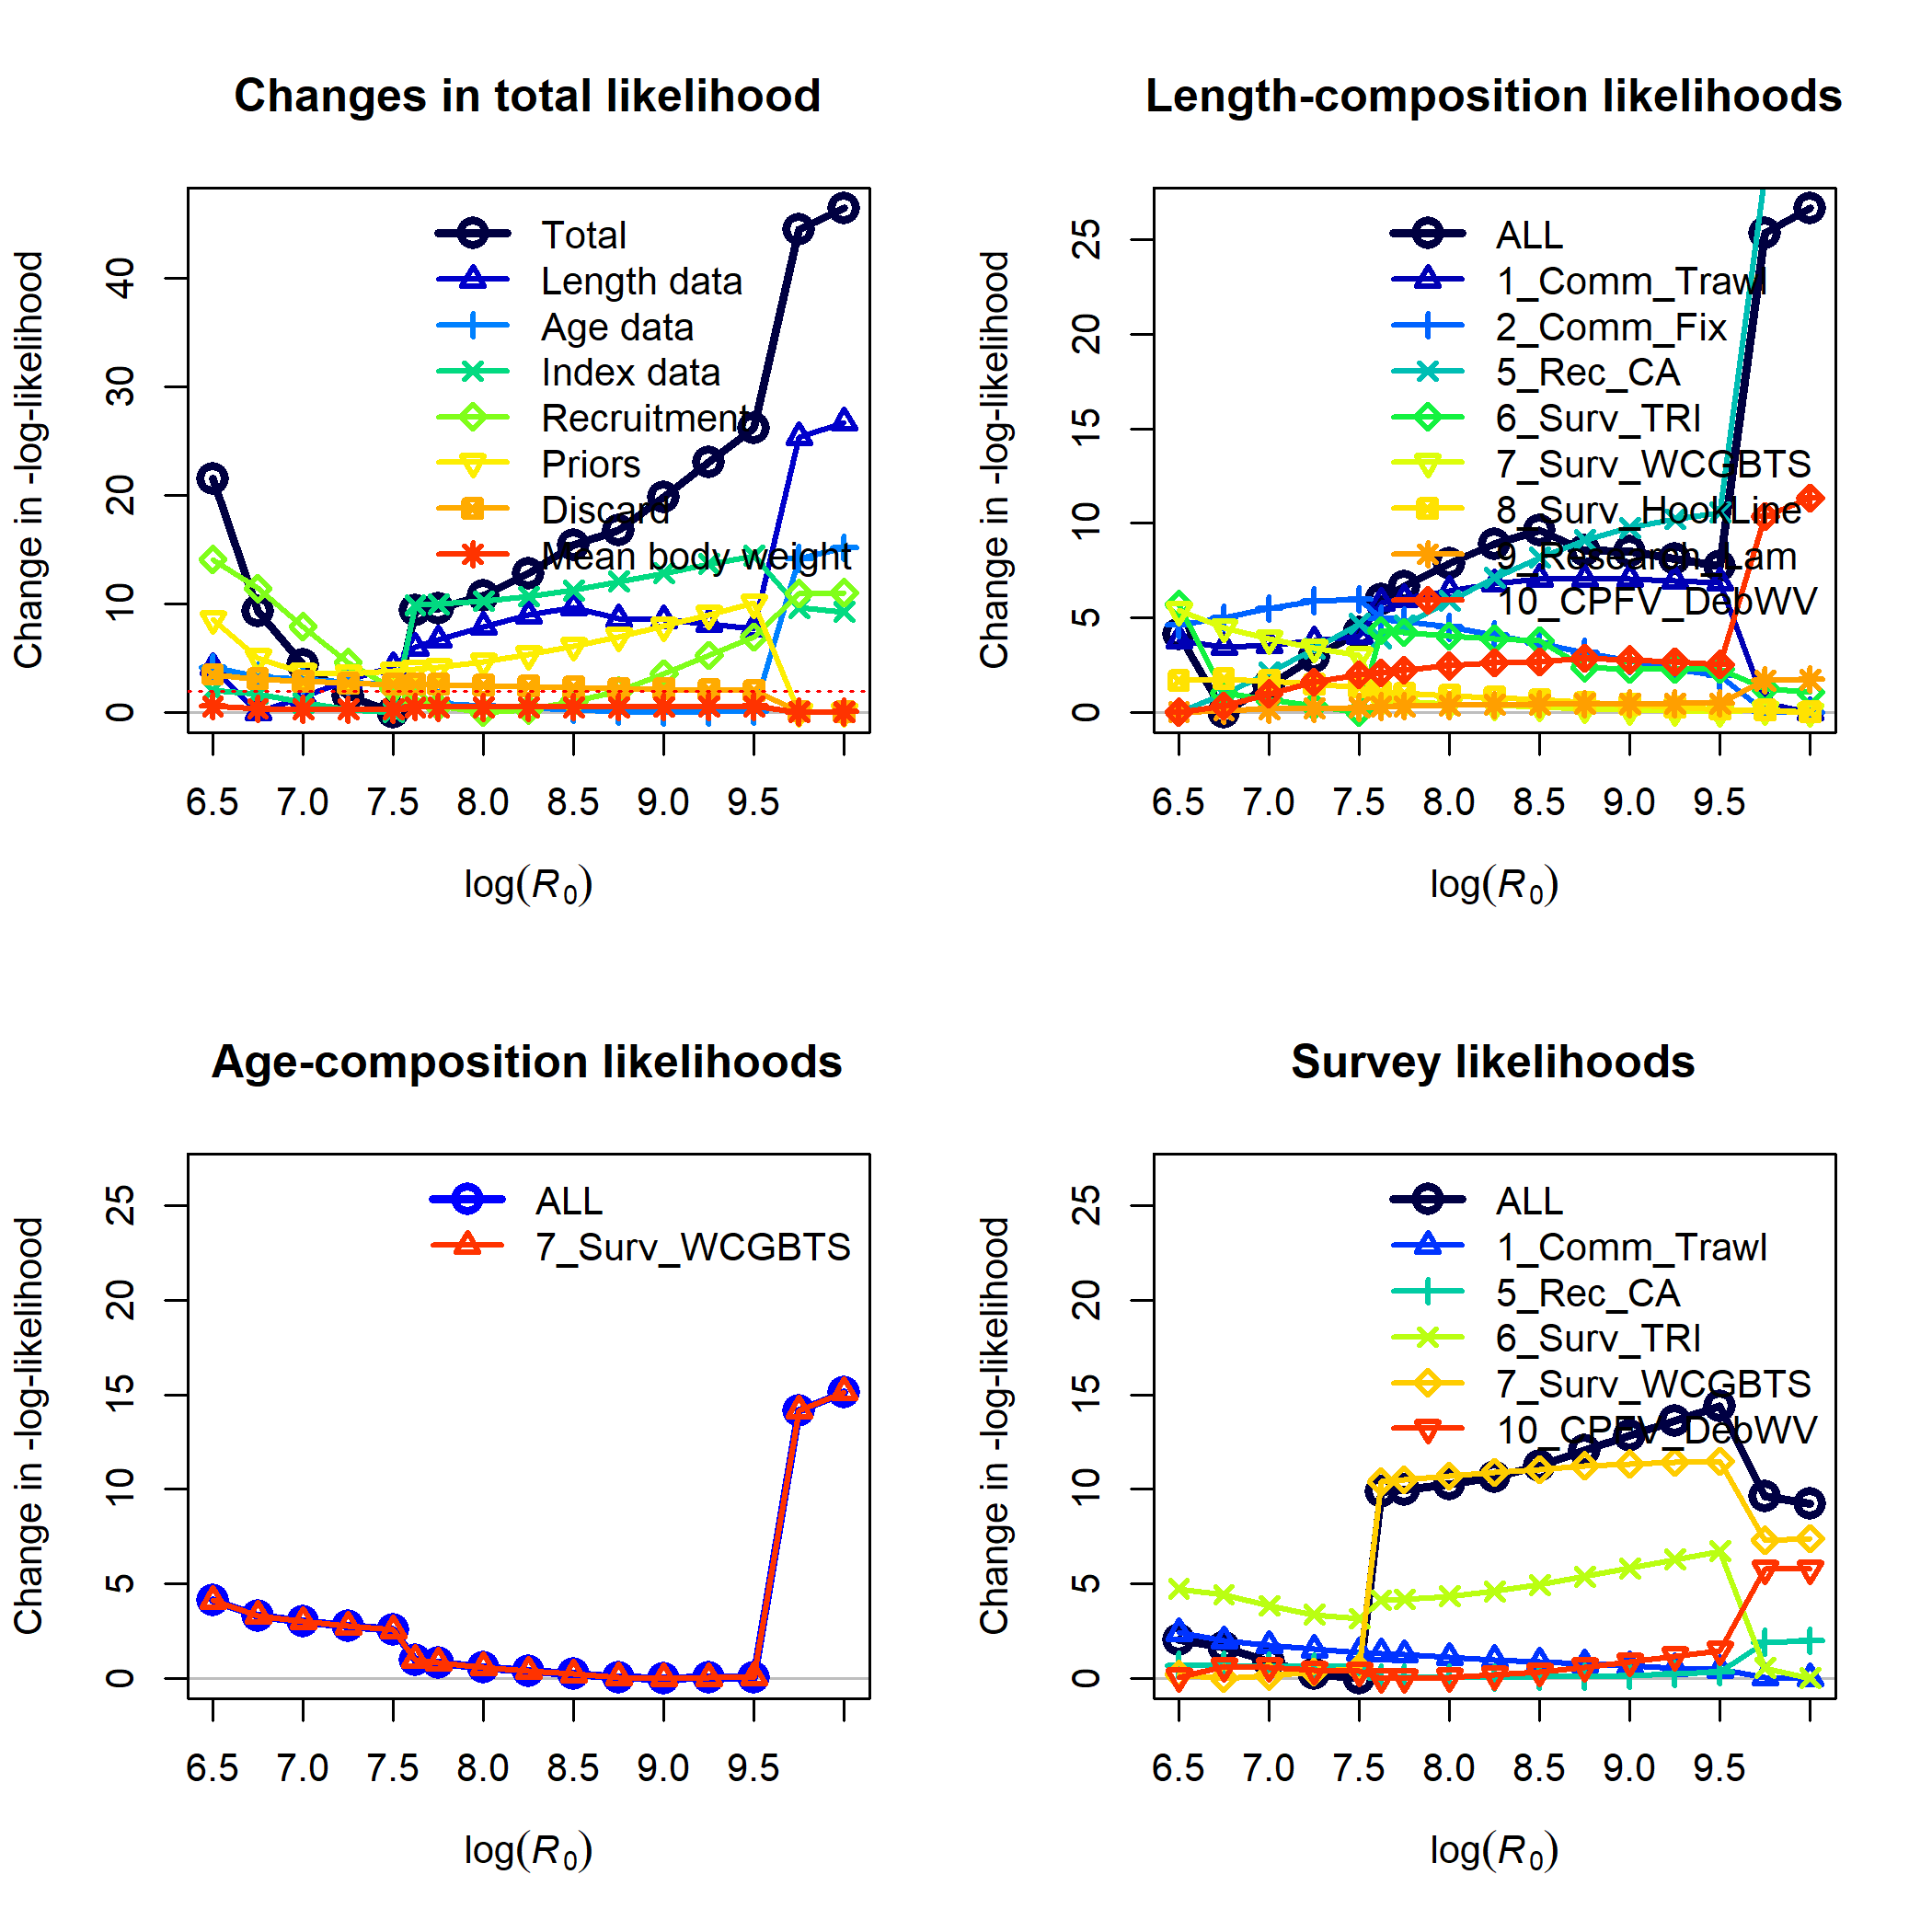 Changes in total likelihood
Change in -log-likelihood
0 10 20 30 40
Total
Length data
Age data
Index data
Recruitment
Priors
Discard
Mean body weight
6.5 7.0 7.5 8.0 8.5 9.0 9.5
log(R0)
Length-composition likelihoods
Change in -log-likelihood
0 5 10 15 20 25
ALL
1_Comm_Trawl
2_Comm_Fix
5_Rec_CA
6_Surv_TRI
7_Surv_WCGBTS
8_Surv_HookLine
9_Research_Lam
10_CPFV_DebWV
6.5 7.0 7.5 8.0 8.5 9.0 9.5
log(R0)
Age-composition likelihoods
Change in -log-likelihood
0 5 10 15 20 25
ALL
7_Surv_WCGBTS
6.5 7.0 7.5 8.0 8.5 9.0 9.5
log(R0)
Survey likelihoods
Change in -log-likelihood
0 5 10 15 20 25
ALL
1_Comm_Trawl
5_Rec_CA
6_Surv_TRI
7_Surv_WCGBTS
10_CPFV_DebWV
6.5 7.0 7.5 8.0 8.5 9.0 9.5
log(R0)